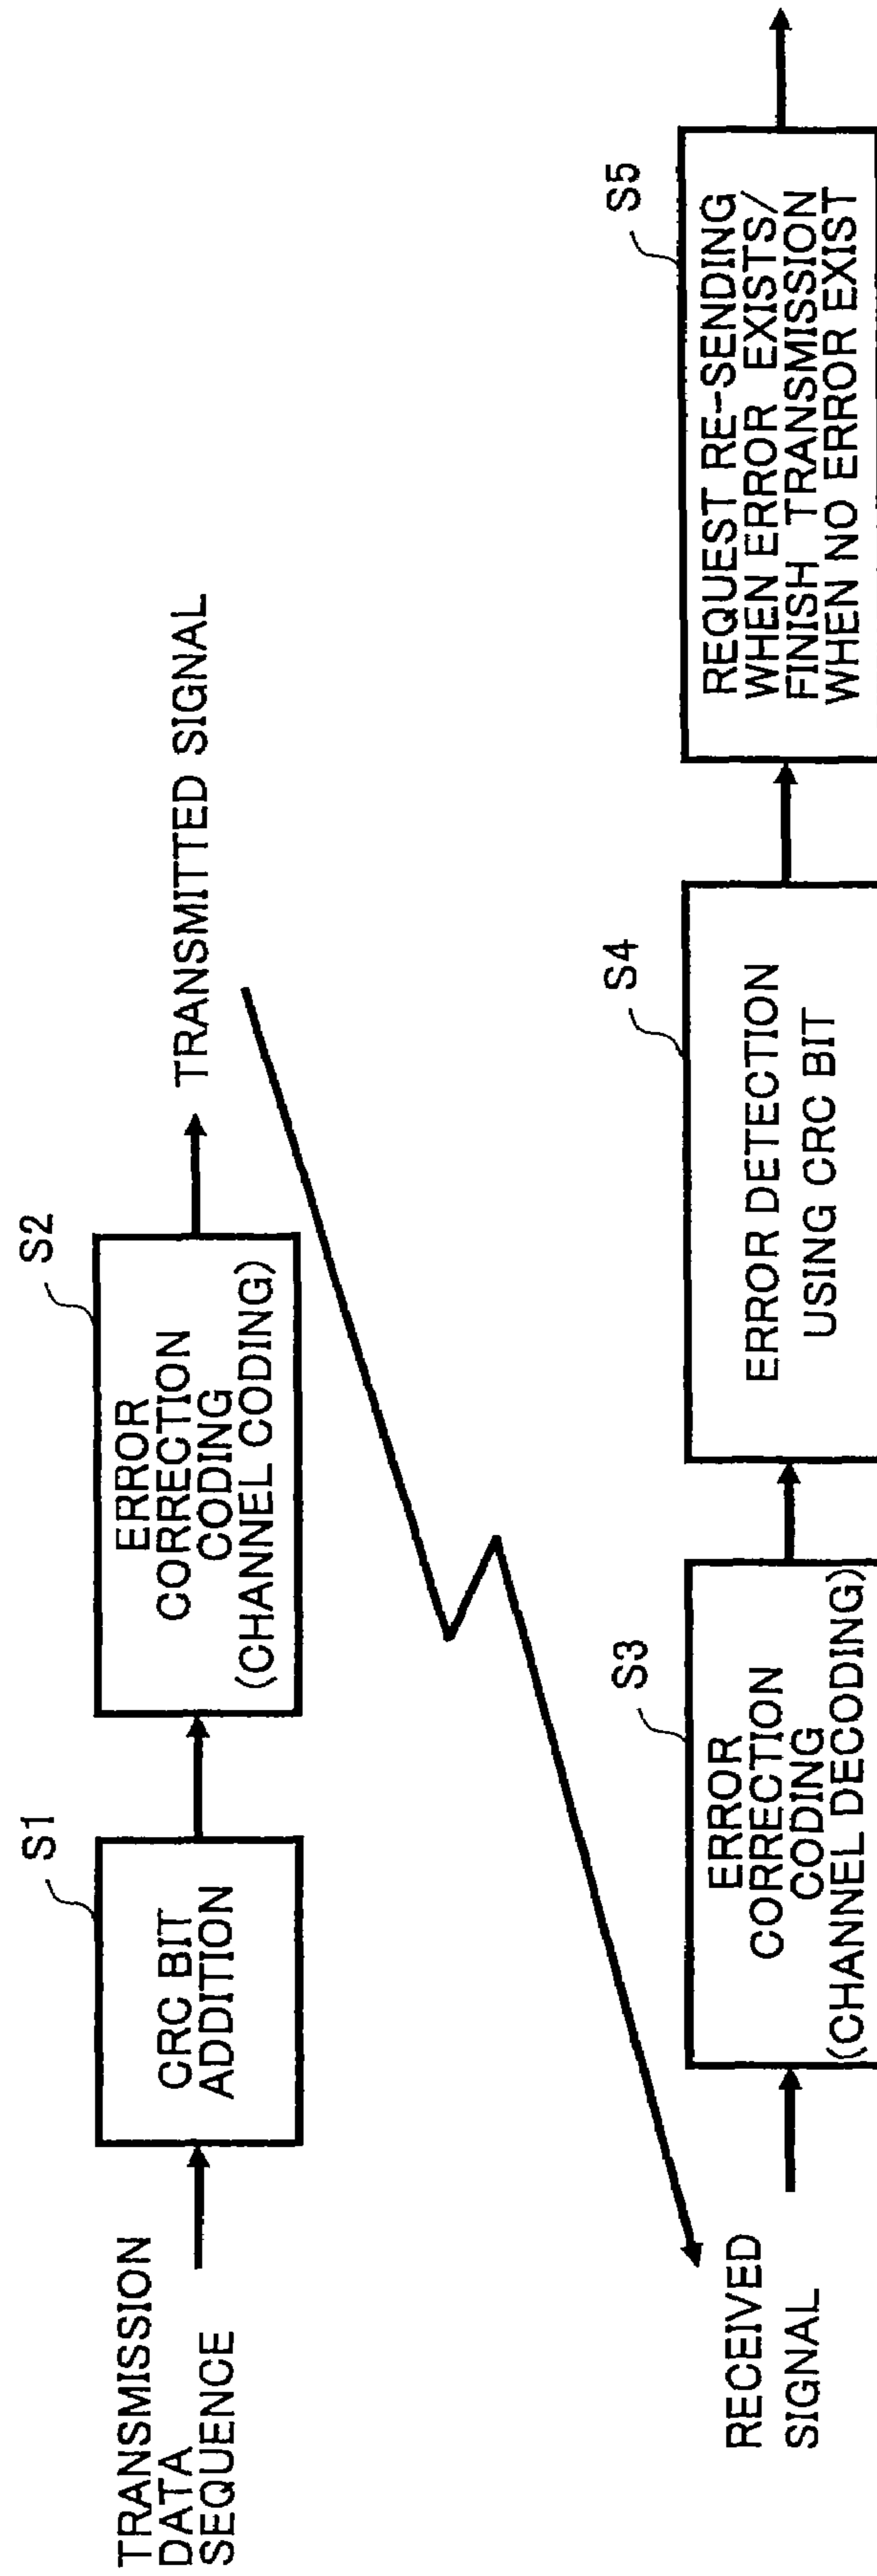 TRANSMISSION
DATA
SEQUENCE
S1
CRC BIT
ADDITION
S2
ERROR
CORRECTION
CODING
(CHANNEL CODING)
TRANSMITTED SIGNAL
RECEIVED
SIGNAL
S3
ERROR
CORRECTION
CODING
(CHANNEL DECODING)
S4
ERROR DETECTION
USING CRC BIT
S5
REQUEST RE-SENDING
WHEN ERROR EXISTS/
FINISH TRANSMISSION
WHEN NO ERROR EXIST